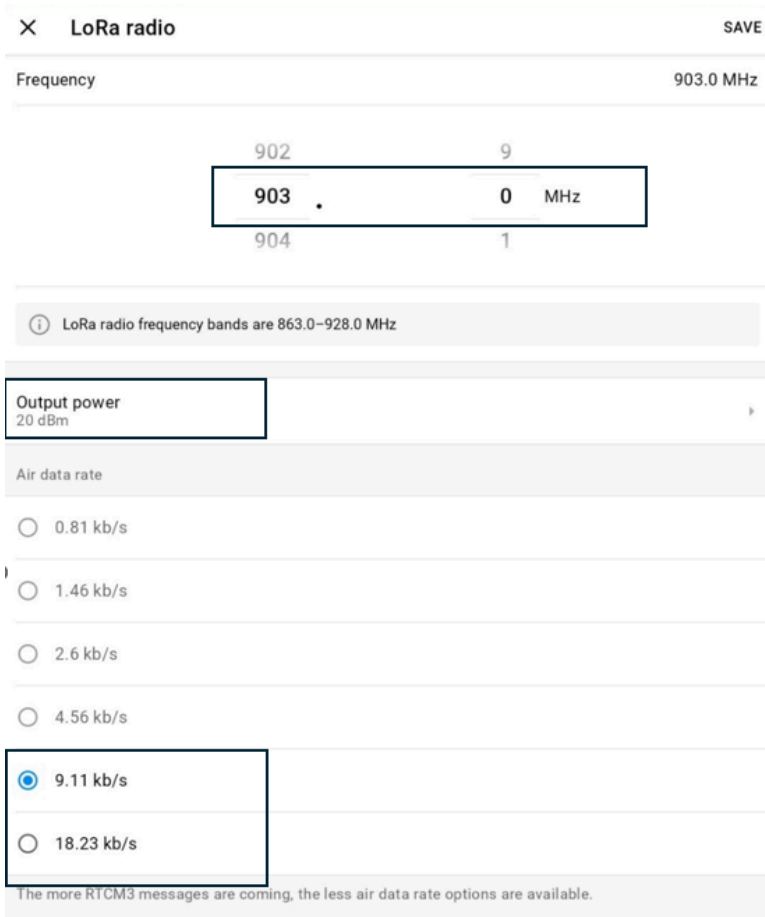 LoRa radio SAVE
Frequency 903.0 MHz
902 9
903 . 0 MHz
904 1
LoRa radio frequency bands are 863.0–928.0 MHz
Output power
20 dBm
Air data rate
0.81 kb/s
1.46 kb/s
2.6 kb/s
4.56 kb/s
9.11 kb/s
18.23 kb/s
The more RTCM3 messages are coming, the less air data rate options are available.